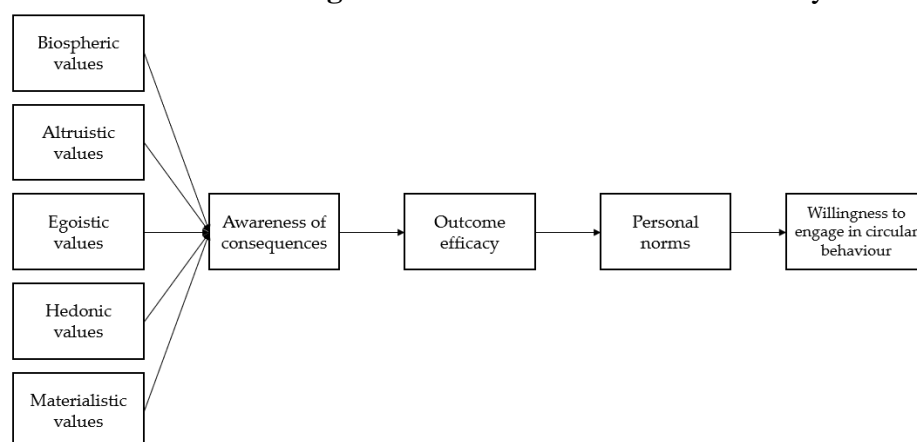 Biospheric
values
Altruistic
values
Egoistic
values
Hedonic
values
Materialistic
values
Awareness of
consequences
Outcome
efficacy
Personal
norms
Willingness to
engage in circular
behaviour